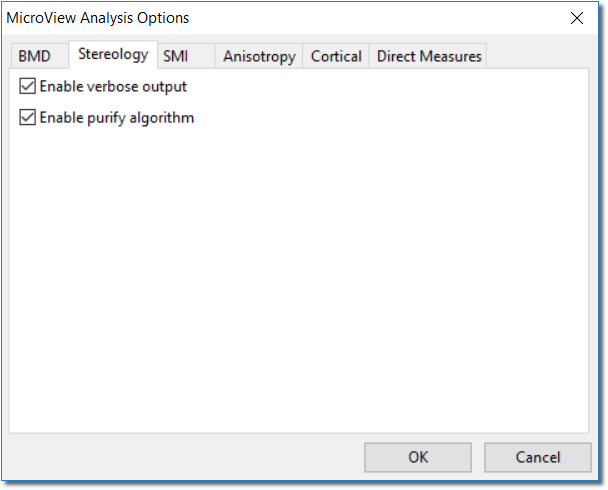 MicroView Analysis Options
BMD Stereology SMI Anisotropy Cortical Direct Measures
Enable verbose output
Enable purify algorithm
OK Cancel